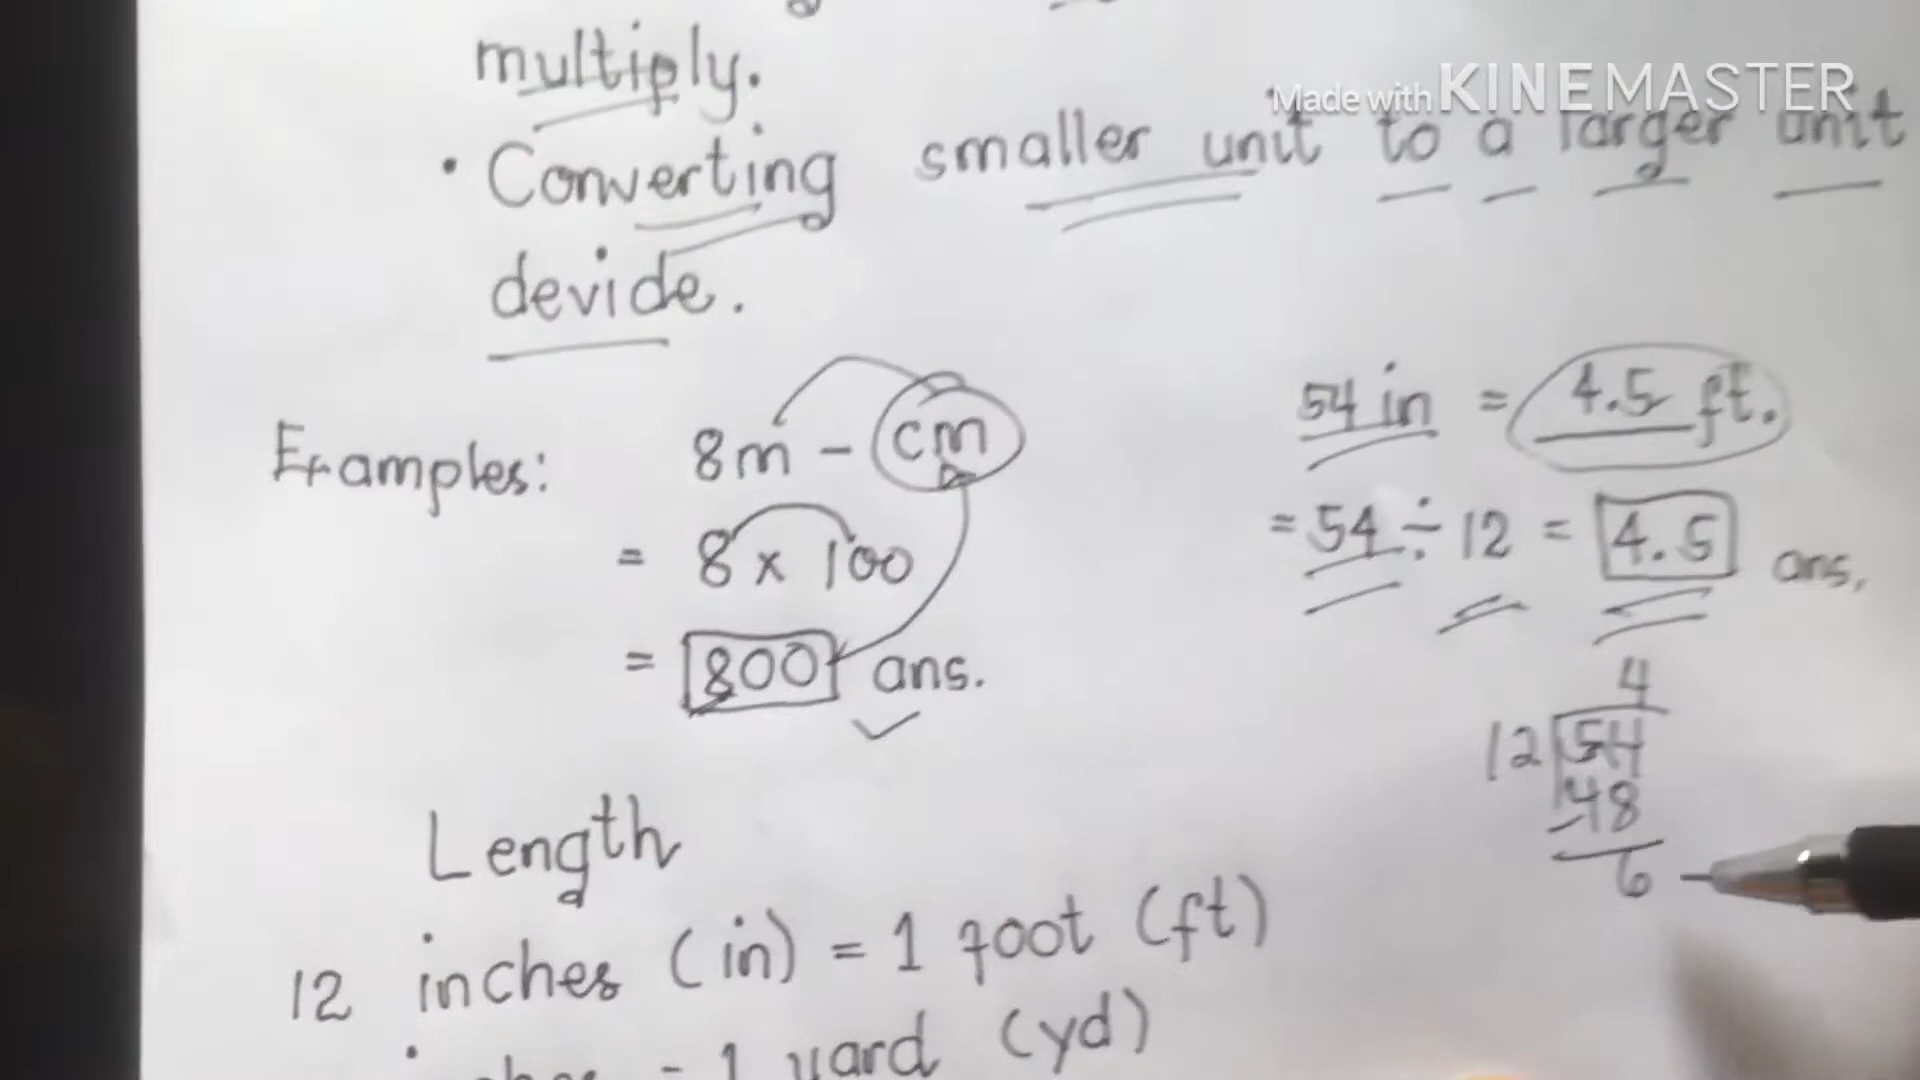 multiply.
Made with KINEMASTER
• Converting smaller unit to a larger unit
devide.
Examples: 8m - cm
= 8 x 100
= 800 ans.
54 in = 4.5 ft.
= 54 ÷ 12 = 4.5 ans.
4
12 54
- 48
6
Length
12 inches (in) = 1 foot (ft)
= 1 yard (yd)